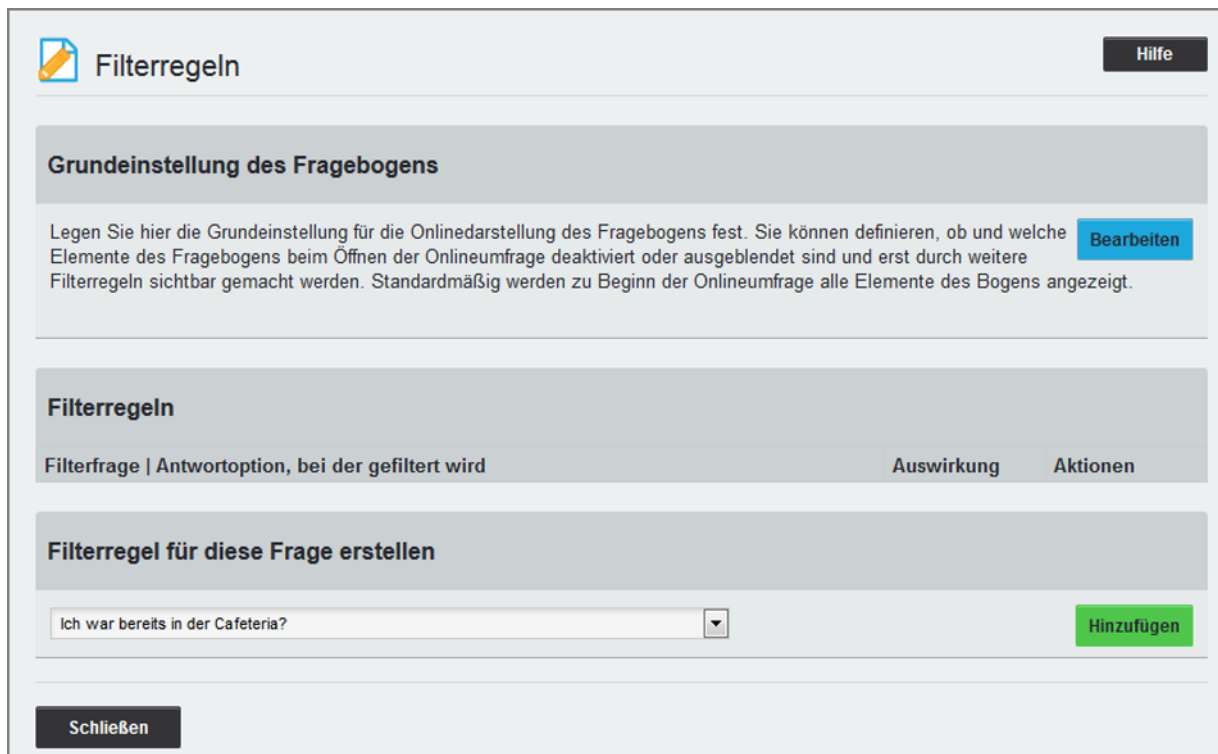 Filterregeln
Hilfe
Grundeinstellung des Fragebogens
Legen Sie hier die Grundeinstellung für die Onlinedarstellung des Fragebogens fest. Sie können definieren, ob und welche
Elemente des Fragebogens beim Öffnen der Onlineumfrage deaktiviert oder ausgeblendet sind und erst durch weitere
Filterregeln sichtbar gemacht werden. Standardmäßig werden zu Beginn der Onlineumfrage alle Elemente des Bogens angezeigt.
Bearbeiten
Filterregeln
Filterfrage | Antwortoption, bei der gefiltert wird Auswirkung Aktionen
Filterregel für diese Frage erstellen
Ich war bereits in der Cafeteria?
Hinzufügen
Schließen